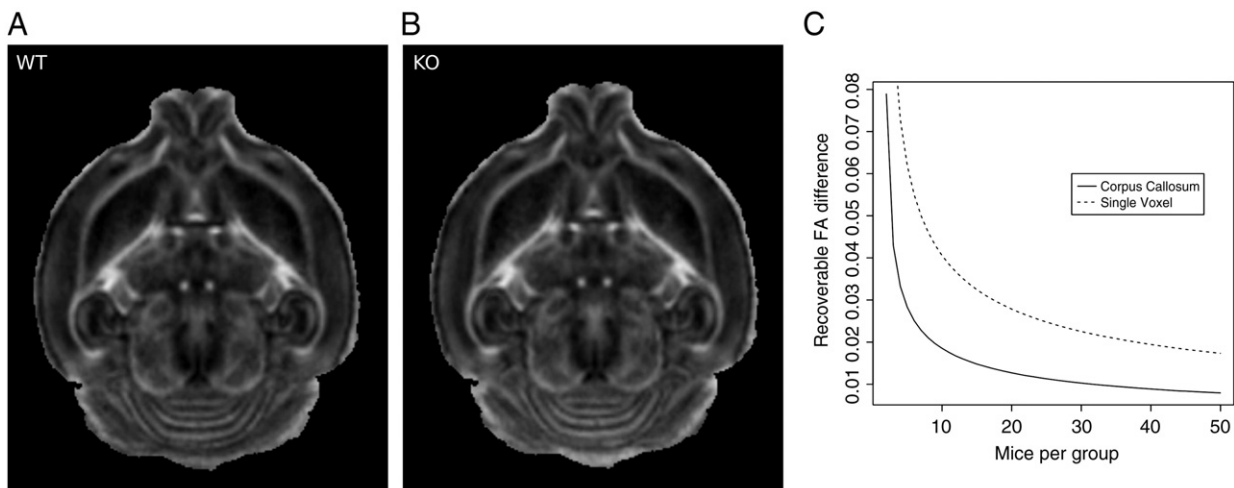 A
B
C
WT
KO
Recoverable FA difference
0.01 0.02 0.03 0.04 0.05 0.06 0.07 0.08
Corpus Callosum
Single Voxel
10 20 30 40 50
Mice per group